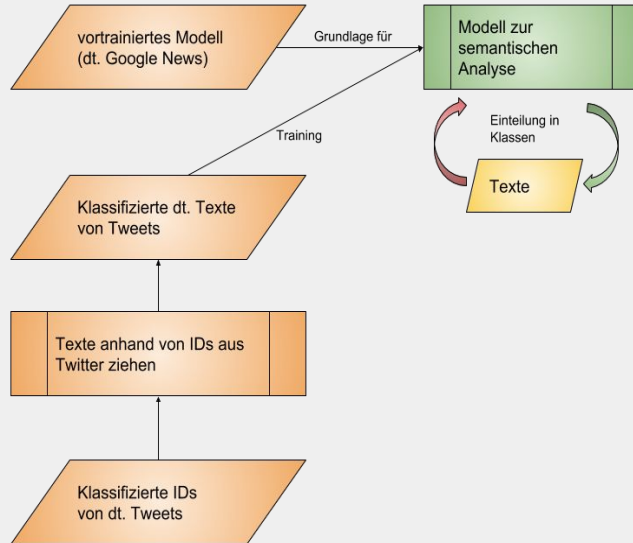 vortrainiertes Modell
(dt. Google News)
Grundlage für
Modell zur
semantischen
Analyse
Training
Einteilung in
Klassen
Texte
Klassifizierte dt. Texte
von Tweets
Texte anhand von IDs aus
Twitter ziehen
Klassifizierte IDs
von dt. Tweets